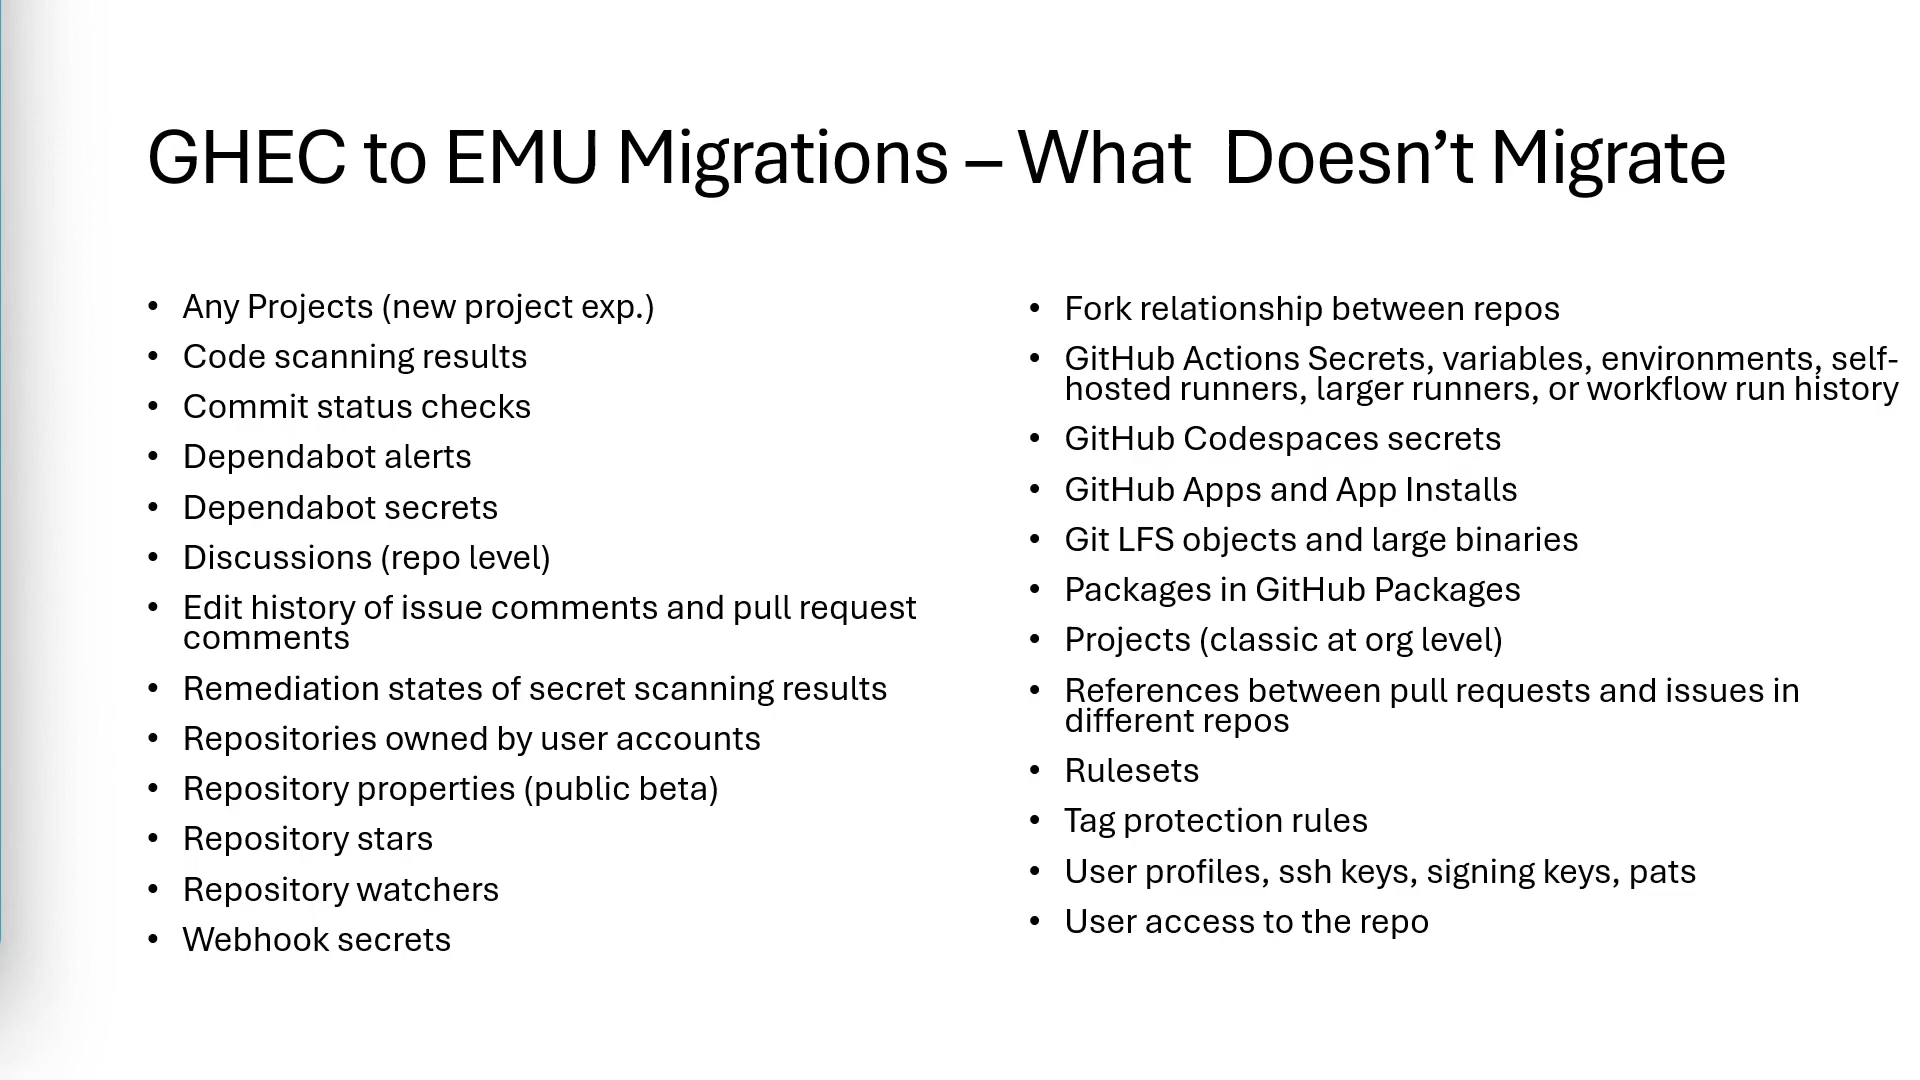 GHEC to EMU Migrations – What  Doesn’t Migrate
• Any Projects (new project exp.)
• Code scanning results
• Commit status checks
• Dependabot alerts
• Dependabot secrets
• Discussions (repo level)
• Edit history of issue comments and pull request
comments
• Remediation states of secret scanning results
• Repositories owned by user accounts
• Repository properties (public beta)
• Repository stars
• Repository watchers
• Webhook secrets
• Fork relationship between repos
• GitHub Actions Secrets, variables, environments, self-
hosted runners, larger runners, or workflow run history
• GitHub Codespaces secrets
• GitHub Apps and App Installs
• Git LFS objects and large binaries
• Packages in GitHub Packages
• Projects (classic at org level)
• References between pull requests and issues in
different repos
• Rulesets
• Tag protection rules
• User profiles, ssh keys, signing keys, pats
• User access to the repo